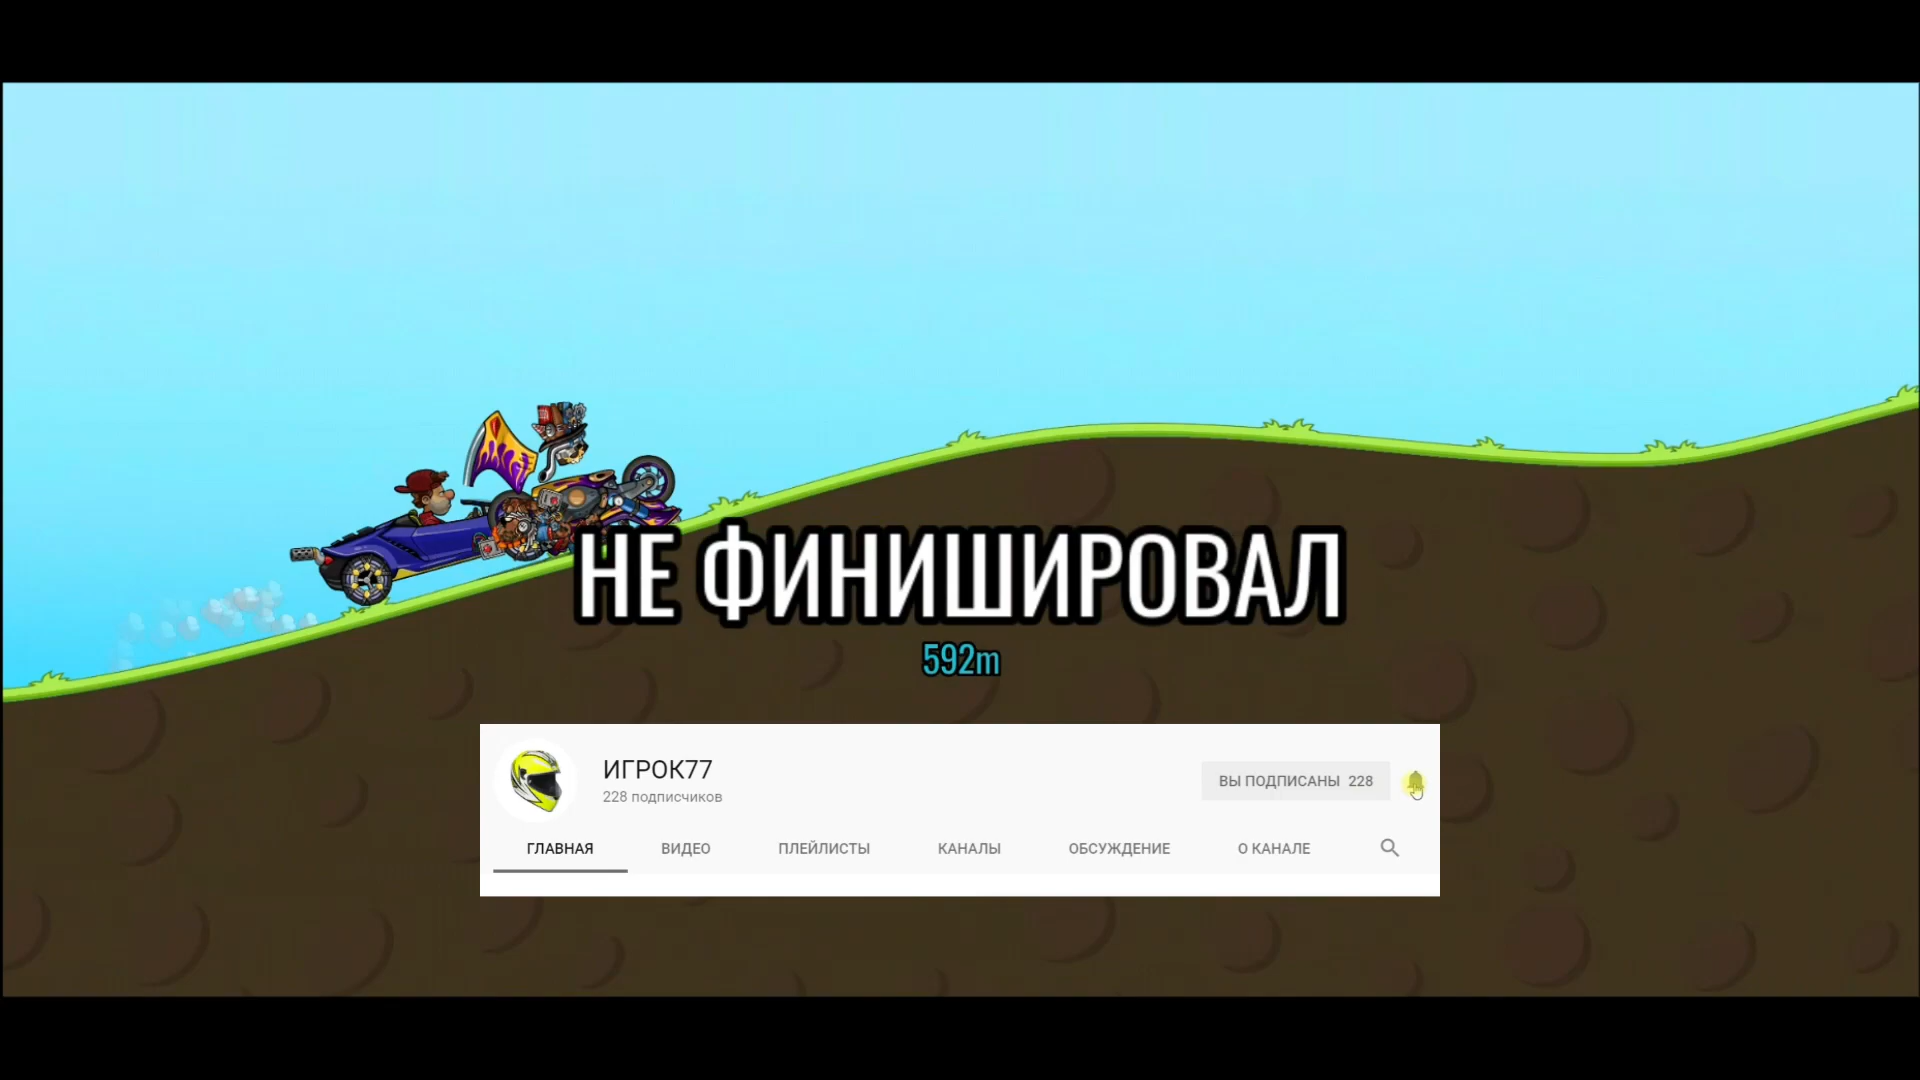 НЕ ФИНИШИРОВАЛ
592m
ИГРОК77
228 подписчиков
ВЫ ПОДПИСАНЫ 228
ГЛАВНАЯ ВИДЕО ПЛЕЙЛИСТЫ КАНАЛЫ ОБСУЖДЕНИЕ О КАНАЛЕ